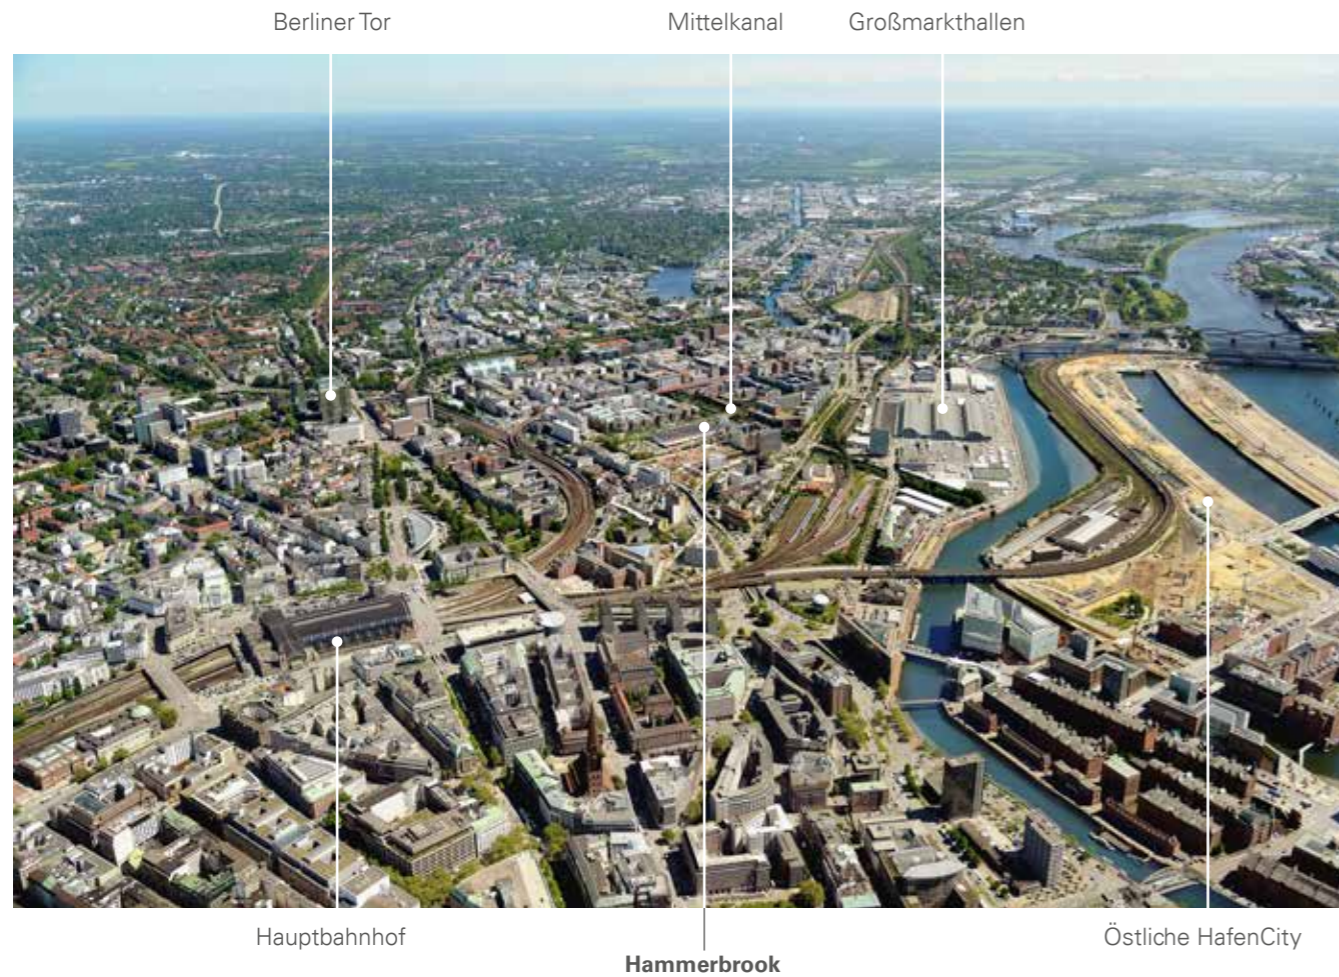 Berliner Tor
Mittelkanal
Großmarkthallen
Hauptbahnhof
Hammerbrook
Östliche HafenCity